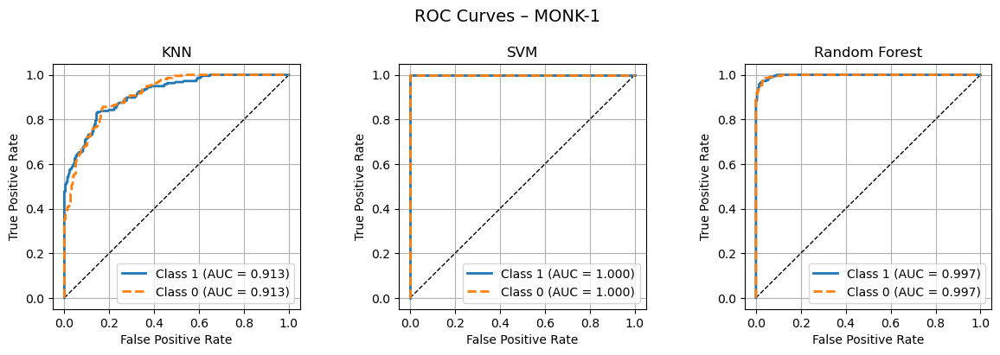 ROC Curves – MONK-1
KNN
True Positive Rate
1.0
0.8
0.6
0.4
0.2
0.0
Class 1 (AUC = 0.913)
Class 0 (AUC = 0.913)
0.0 0.2 0.4 0.6 0.8 1.0
False Positive Rate
SVM
True Positive Rate
1.0
0.8
0.6
0.4
0.2
0.0
Class 1 (AUC = 1.000)
Class 0 (AUC = 1.000)
0.0 0.2 0.4 0.6 0.8 1.0
False Positive Rate
Random Forest
True Positive Rate
1.0
0.8
0.6
0.4
0.2
0.0
Class 1 (AUC = 0.997)
Class 0 (AUC = 0.997)
0.0 0.2 0.4 0.6 0.8 1.0
False Positive Rate